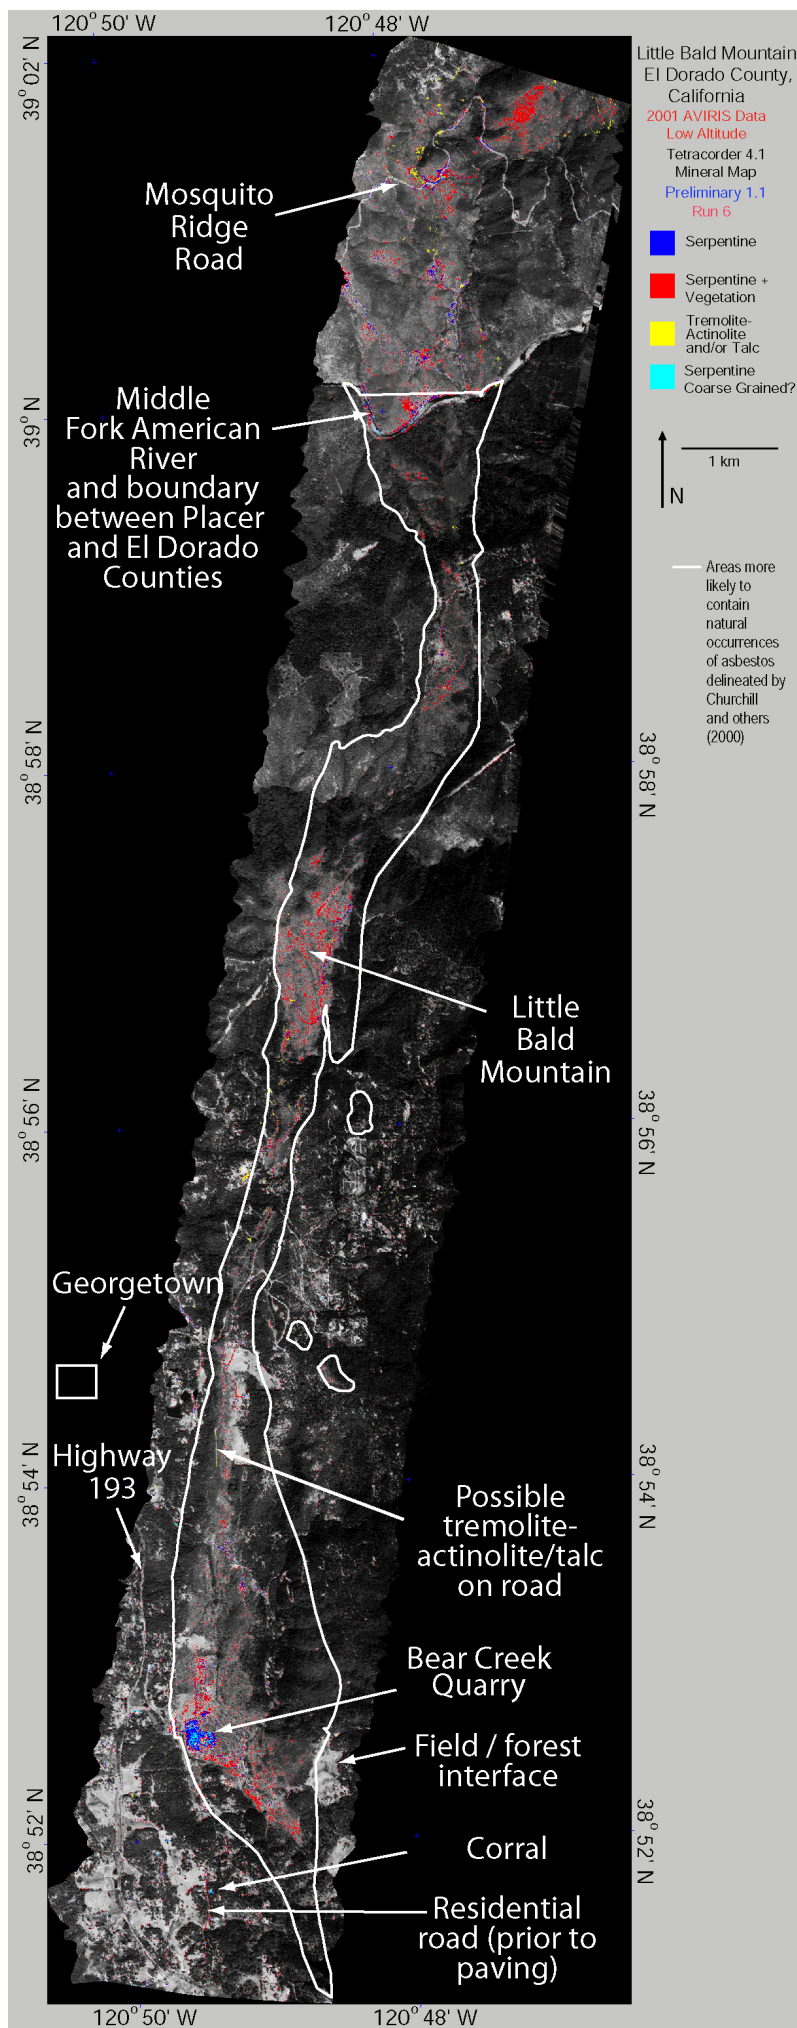 120° 50' W
120° 48' W
39° 02' N
Little Bald Mountain
El Dorado County,
California
2001 AVIRIS Data
Low Altitude
Tetracorder 4.1
Mineral Map
Preliminary 1.1
Run 6
Serpentine
Serpentine +
Vegetation
Tremolite-
Actinolite
and/or Talc
Serpentine
Coarse Grained?
1 km
N
Areas more
likely to
contain
natural
occurrences
of asbestos
delineated by
Churchill
and others
(2000)
Mosquito
Ridge
Road
39° N
Middle
Fork American
River
and boundary
between Placer
and El Dorado
Counties
38° 58' N
38° 58' N
Little
Bald
Mountain
38° 56' N
38° 56' N
Georgetown
Highway
193
38° 54' N
38° 54' N
Possible
tremolite-
actinolite/talc
on road
Bear Creek
Quarry
Field / forest
interface
38° 52' N
38° 52' N
Corral
Residential
road (prior to
paving)
120° 50' W
120° 48' W